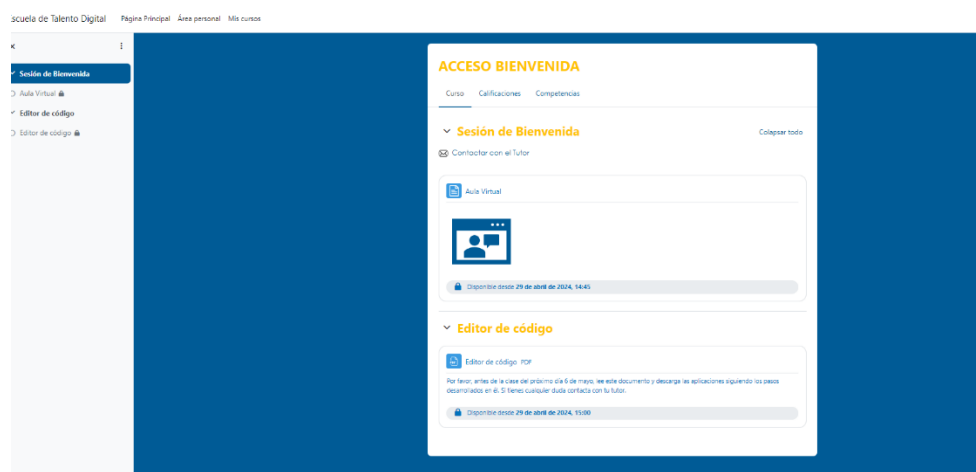 Escuela de Talento Digital Página Principal Área personal Mis cursos
Sesión de Bienvenida
Aula Virtual
Editor de código
Editor de código
ACCESO BIENVENIDA
Curso Calificaciones Competencias
Sesión de Bienvenida Colapsar todo
Contactar con el Tutor
Aula Virtual
Disponible desde 29 de abril de 2024, 14:45
Editor de código
Editor de código PDF
Por favor, antes de la clase del próximo día 6 de mayo, lee este documento y descarga las aplicaciones siguiendo los pasos
desarrollados en él. Si tienes cualquier duda contacta con tu tutor.
Disponible desde 29 de abril de 2024, 15:00